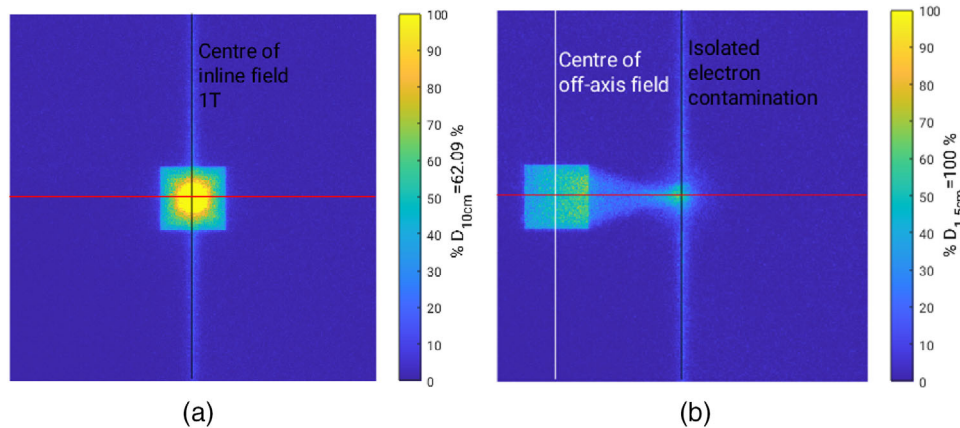 Centre of
inline field
1T
100
90
80
70
60
50
40
30
20
10
0
% D10cm =62.09 %
(a)
Centre of
off-axis field
Isolated
electron
contamination
100
90
80
70
60
50
40
30
20
10
0
% D1.5cm=100 %
(b)